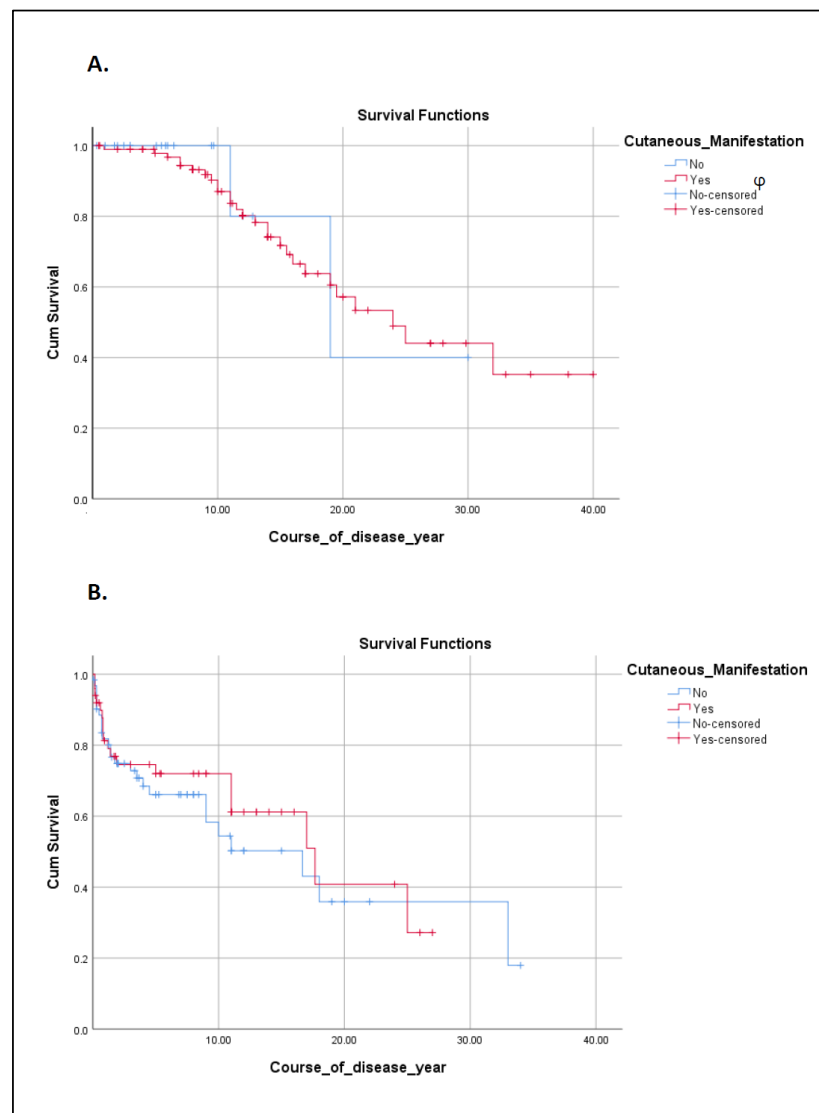 A.
Survival Functions
Cutaneous_Manifestation
No
Yes φ
No-censored
Yes-censored
1.0
0.8
0.6
0.4
0.2
0.0
Cum Survival
. 10.00 20.00 30.00 40.00
Course_of_disease_year
B.
Survival Functions
Cutaneous_Manifestation
No
Yes
No-censored
Yes-censored
1.0
0.8
0.6
0.4
0.2
0.0
Cum Survival
10.00 20.00 30.00 40.00
Course_of_disease_year